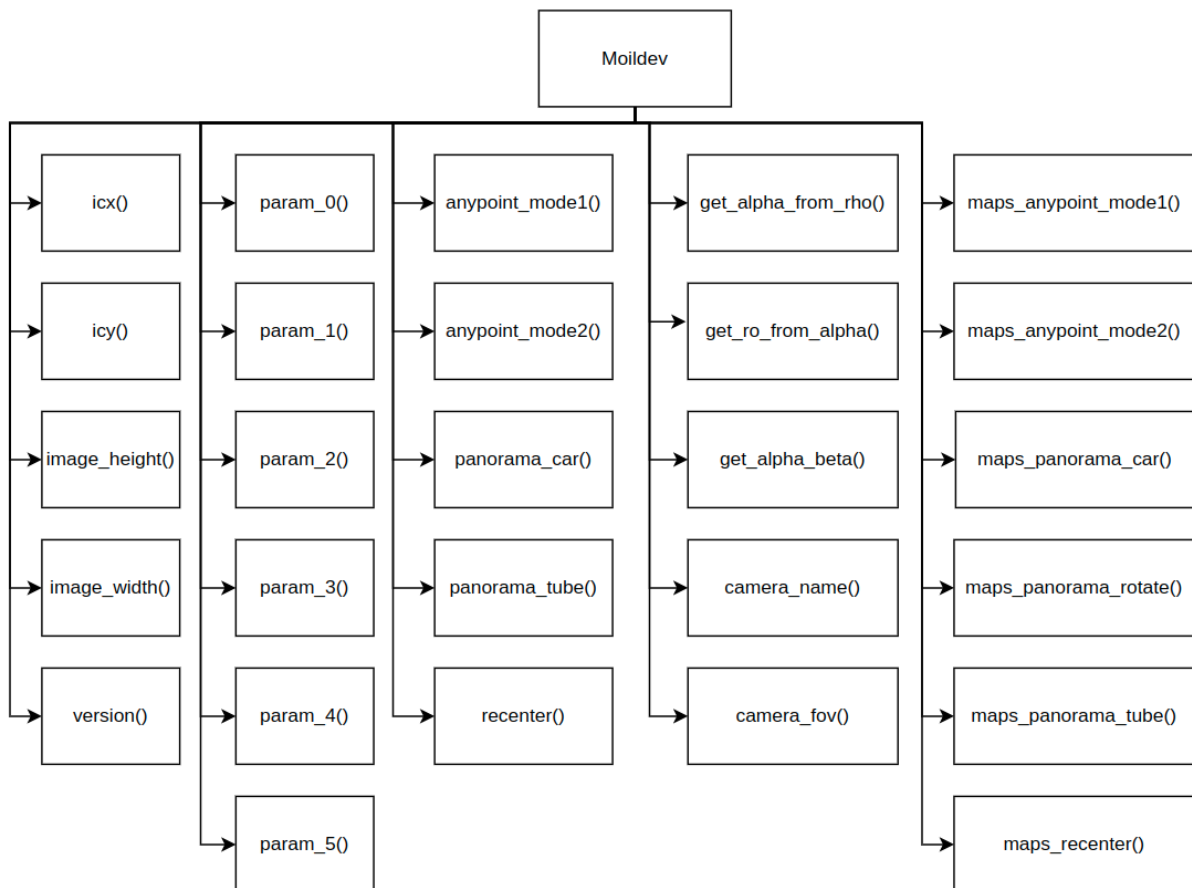 Moildev
icx()
param_0()
anypoint_mode1()
get_alpha_from_rho()
maps_anypoint_mode1()
icy()
param_1()
anypoint_mode2()
get_ro_from_alpha()
maps_anypoint_mode2()
image_height()
param_2()
panorama_car()
get_alpha_beta()
maps_panorama_car()
image_width()
param_3()
panorama_tube()
camera_name()
maps_panorama_rotate()
version()
param_4()
recenter()
camera_fov()
maps_panorama_tube()
param_5()
maps_recenter()